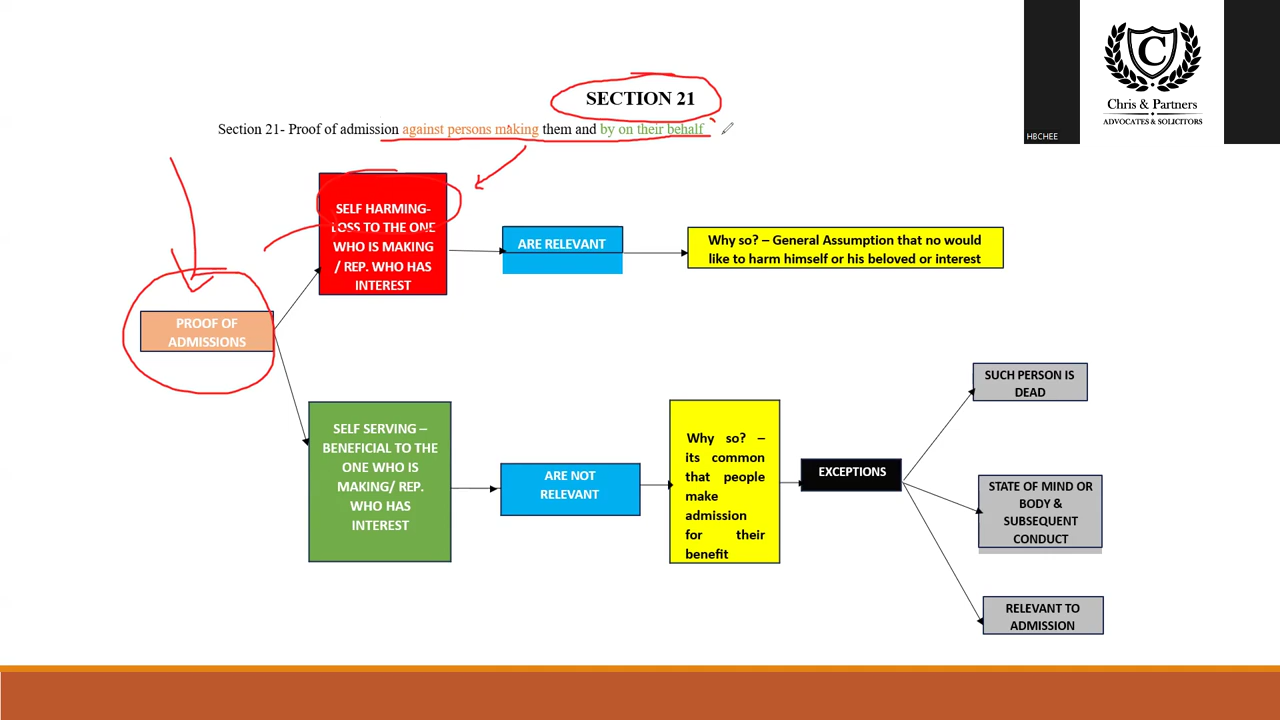 C
Chris & Partners
ADVOCATES & SOLICITORS
HBCHEE
SECTION 21
Section 21- Proof of admission against persons making them and by on their behalf
SELF HARMING-
LOSS TO THE ONE
WHO IS MAKING
/ REP. WHO HAS
INTEREST
ARE RELEVANT
Why so? – General Assumption that no would
like to harm himself or his beloved or interest
PROOF OF
ADMISSIONS
SELF SERVING –
BENEFICIAL TO THE
ONE WHO IS
MAKING/ REP.
WHO HAS
INTEREST
ARE NOT
RELEVANT
Why so? –
its common
that people
make
admission
for their
benefit
EXCEPTIONS
SUCH PERSON IS
DEAD
STATE OF MIND OR
BODY &
SUBSEQUENT
CONDUCT
RELEVANT TO
ADMISSION